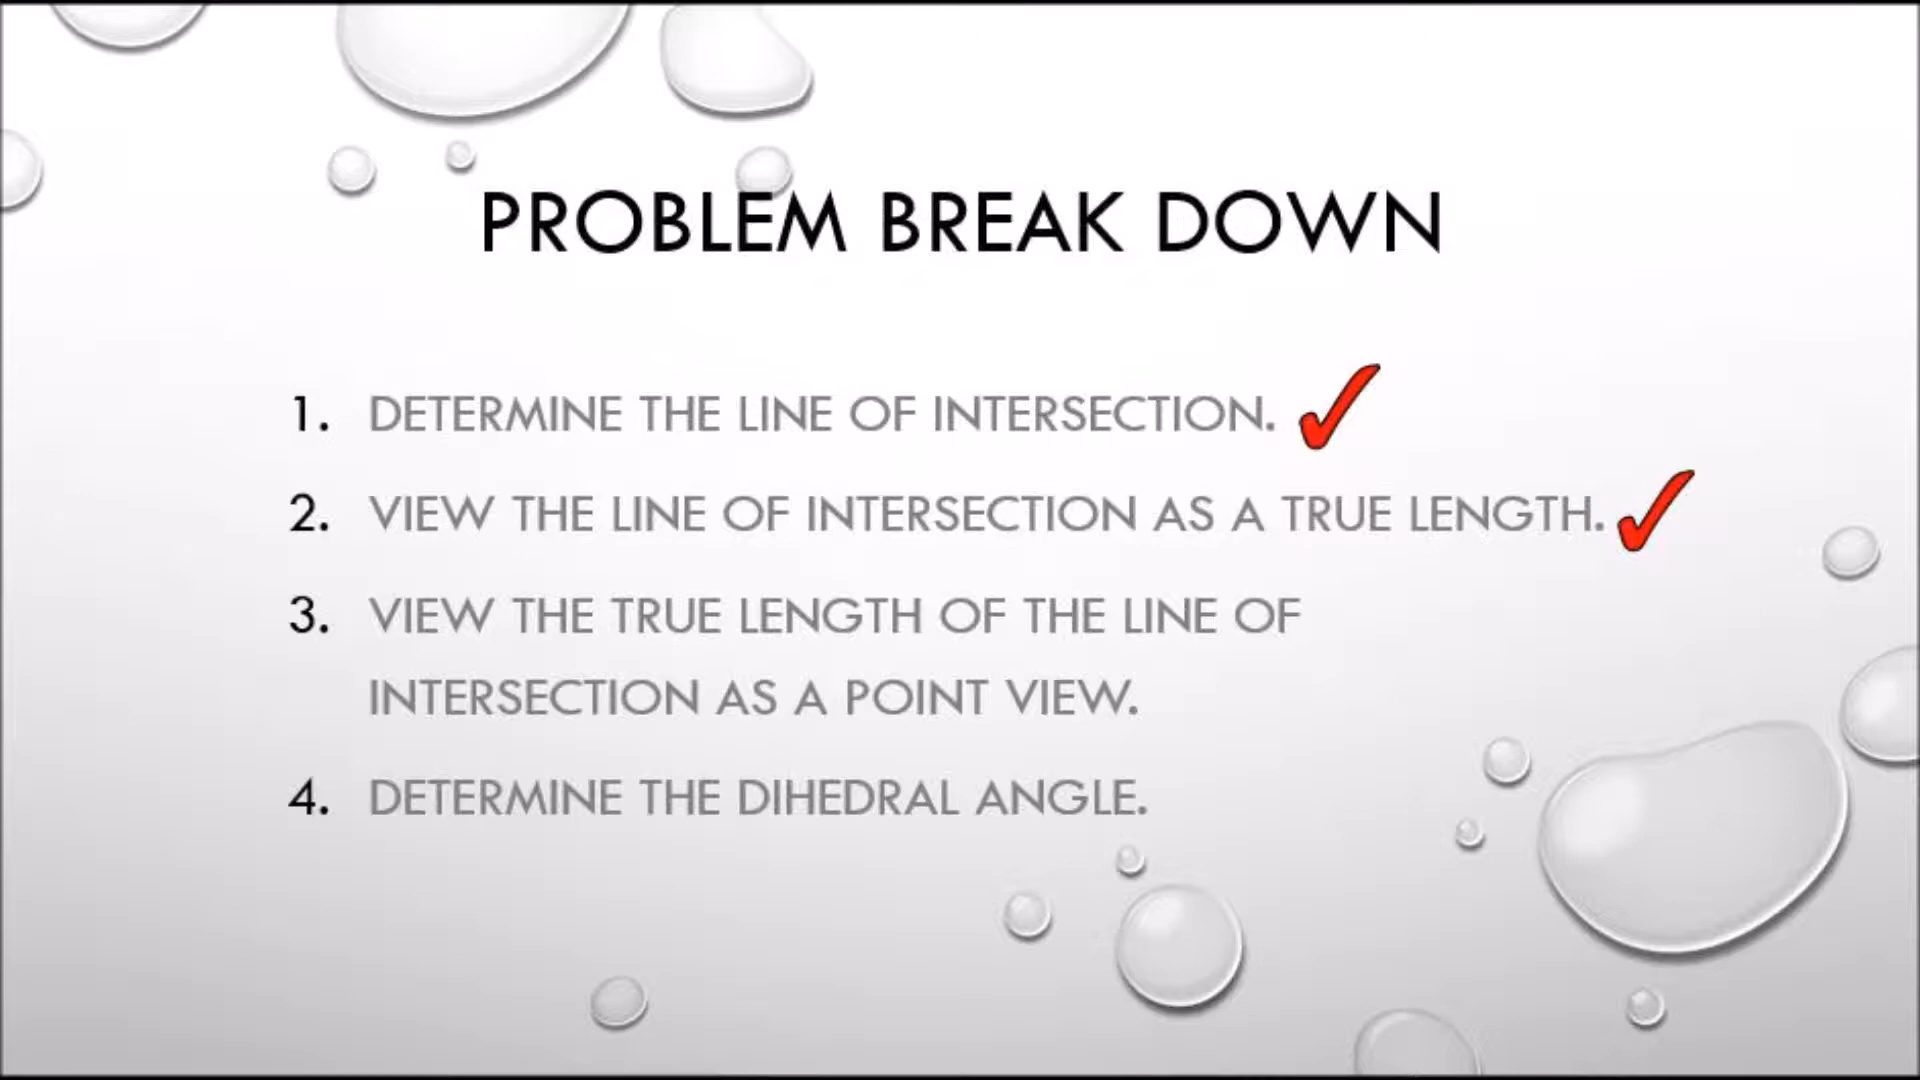 PROBLEM BREAK DOWN
1. DETERMINE THE LINE OF INTERSECTION.
2. VIEW THE LINE OF INTERSECTION AS A TRUE LENGTH.
3. VIEW THE TRUE LENGTH OF THE LINE OF
INTERSECTION AS A POINT VIEW.
4. DETERMINE THE DIHEDRAL ANGLE.